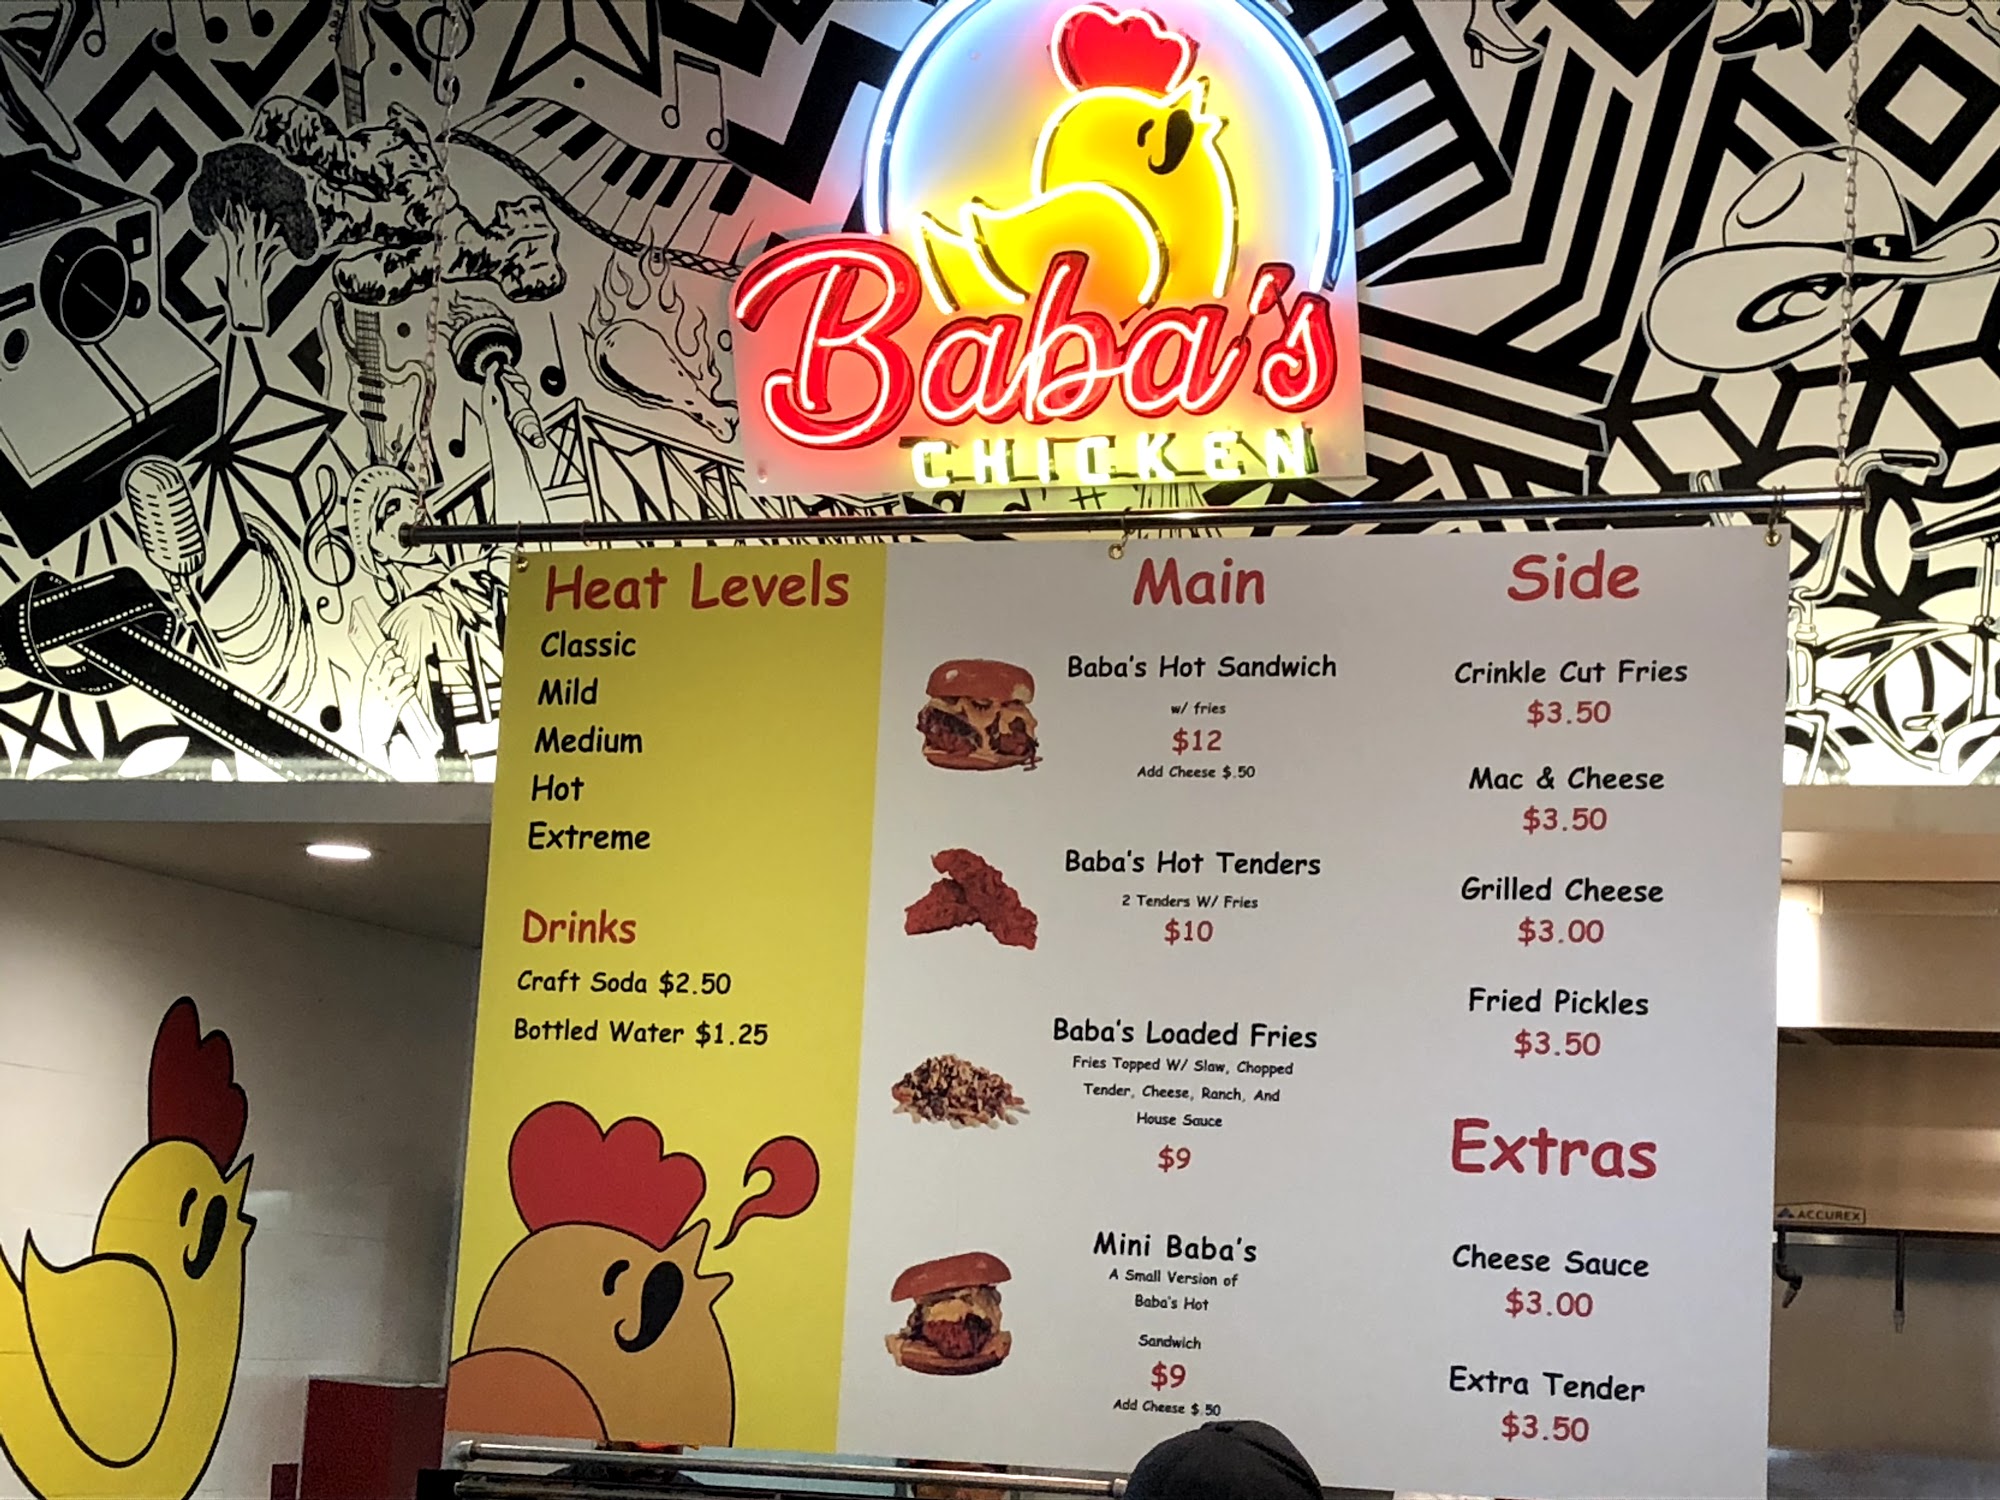 Baba's
CHICKEN
Heat Levels
Classic
Mild
Medium
Hot
Extreme
Drinks
Craft Soda $2.50
Bottled Water $1.25
Main
Baba's Hot Sandwich
w/ fries
$12
Add Cheese $.50
Baba's Hot Tenders
2 Tenders W/ Fries
$10
Baba's Loaded Fries
Fries Topped W/ Slaw, Chopped
Tender, Cheese, Ranch, And
House Sauce
$9
Mini Baba's
A Small Version of
Baba's Hot
Sandwich
$9
Add Cheese $.50
Side
Crinkle Cut Fries
$3.50
Mac & Cheese
$3.50
Grilled Cheese
$3.00
Fried Pickles
$3.50
Extras
Cheese Sauce
$3.00
Extra Tender
$3.50
ACCUREX